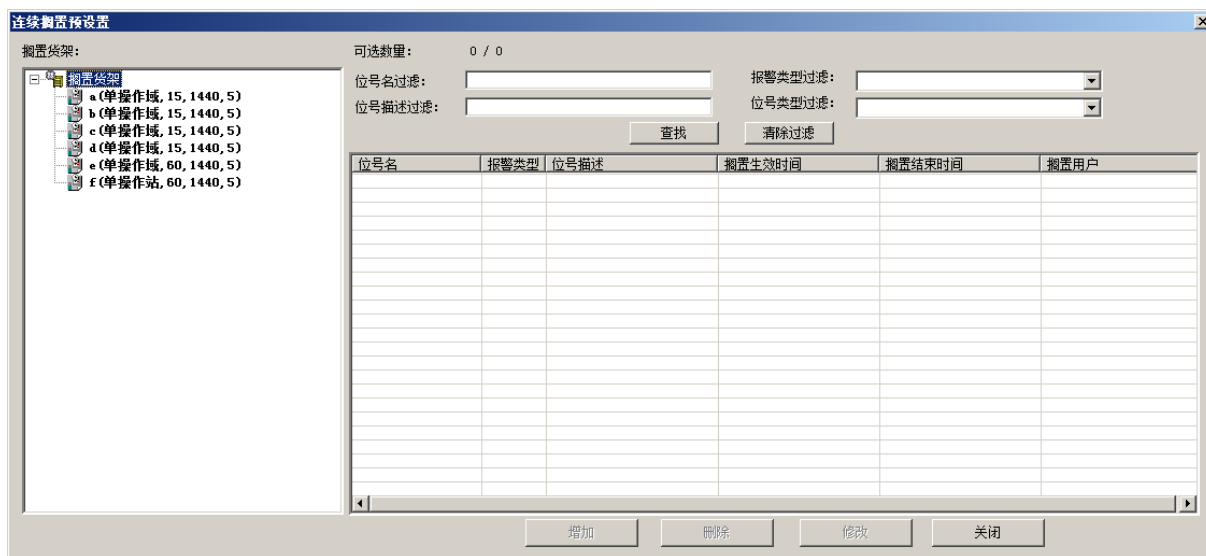 连续搁置预设置
搁置货架：
搁置货架
a(单操作域,15,1440,5)
b(单操作域,15,1440,5)
c(单操作域,15,1440,5)
d(单操作域,15,1440,5)
e(单操作域,60,1440,5)
f(单操作站,60,1440,5)
可选数量： 0 / 0
位号名过滤： 报警类型过滤：
位号描述过滤： 位号类型过滤：
查找 清除过滤
位号名 报警类型 位号描述 搁置生效时间 搁置结束时间 搁置用户
增加 删除 修改 关闭